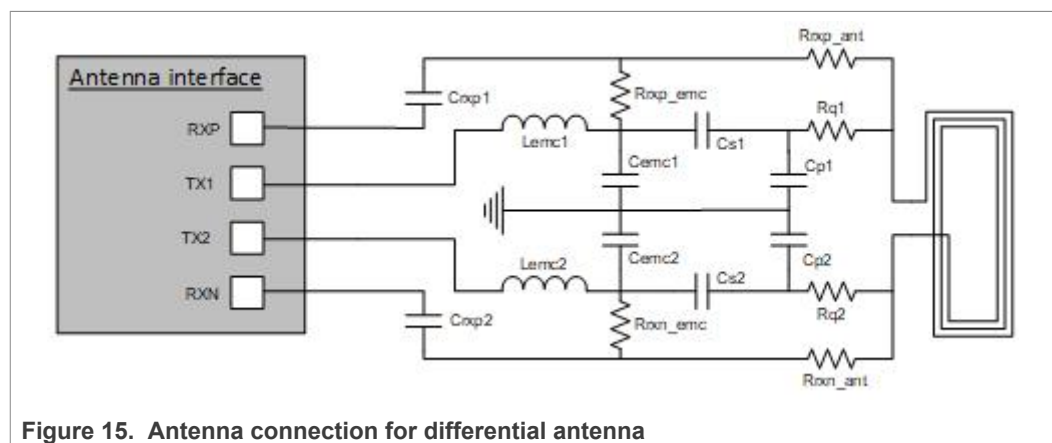 Rrxp_ant
Antenna interface
Crxp1
Rrxp_emc
RXP
Rq1
Lemc1
Cs1
Cemc1
Cp1
TX1
TX2
Cemc2
Lemc2
Cs2
Cp2
RXN
Rq2
Crxp2
Rrxn_emc
Rrxn_ant
Figure 15. Antenna connection for differential antenna